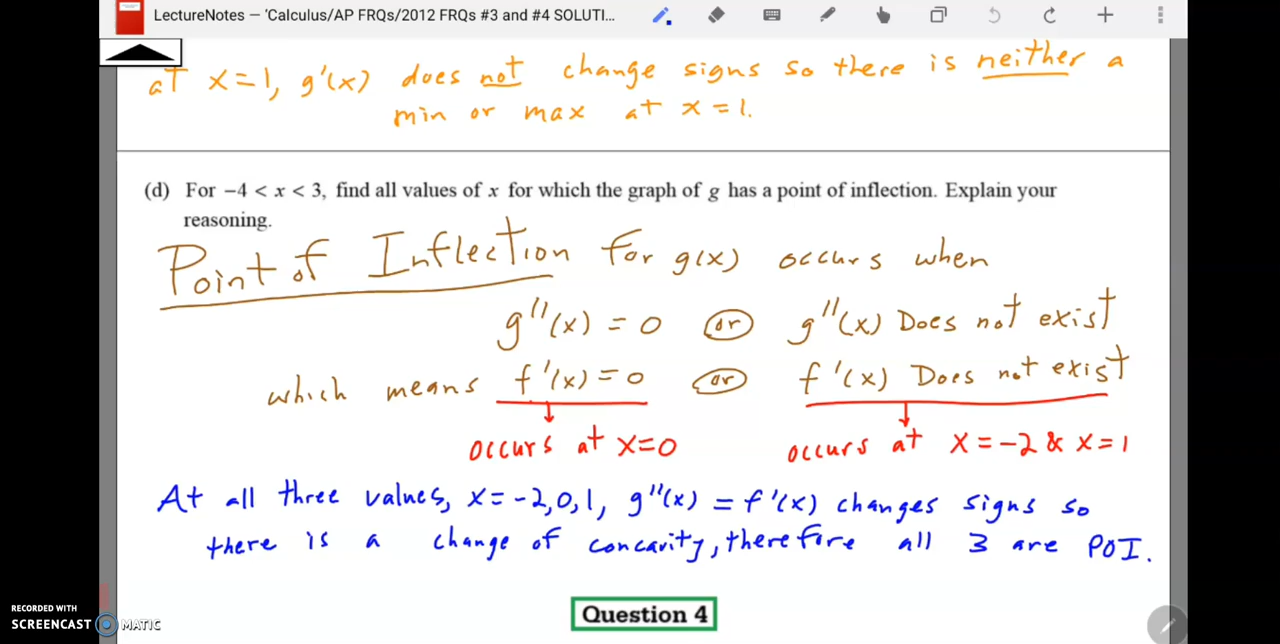 LectureNotes — 'Calculus/AP FRQs/2012 FRQs #3 and #4 SOLUTI...
at x=1, g'(x) does not change signs so there is neither a
min or max at x=1.
(d) For −4 < x < 3, find all values of x for which the graph of g has a point of inflection. Explain your
reasoning.
Point of Inflection for g(x) occurs when
g''(x) = 0 or g''(x) Does not exist
which means f'(x) = 0 or f'(x) Does not exist
occurs at x=0 occurs at x=-2 & x=1
At all three values, x=-2,0,1, g''(x) = f'(x) changes signs so
there is a change of concavity, therefore all 3 are POI.
Question 4
RECORDED WITH
SCREENCAST MATIC